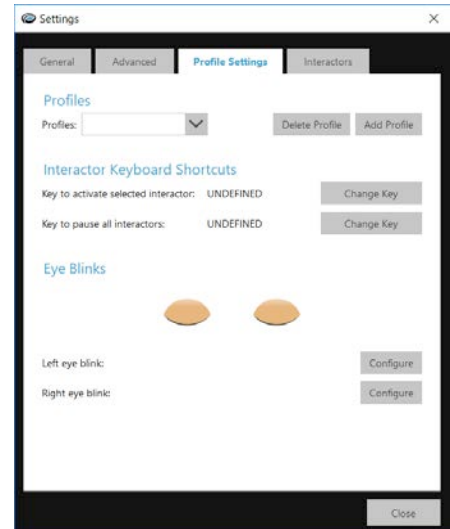 Settings
General Advanced Profile Settings Interactors
Profiles
Profiles: Delete Profile Add Profile
Interactor Keyboard Shortcuts
Key to activate selected interactor: UNDEFINED Change Key
Key to pause all interactors: UNDEFINED Change Key
Eye Blinks
Left eye blink: Configure
Right eye blink: Configure
Close